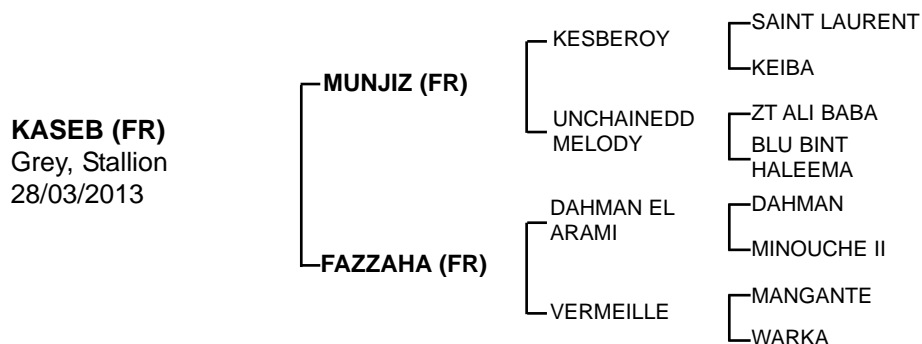 KASEB (FR)
Grey, Stallion
28/03/2013
MUNJIZ (FR)
FAZZAHA (FR)
KESBEROY
UNCHAINEDD
MELODY
DAHMAN EL
ARAMI
VERMEILLE
SAINT LAURENT
KEIBA
ZT ALI BABA
BLU BINT
HALEEMA
DAHMAN
MINOUCHE II
MANGANTE
WARKA